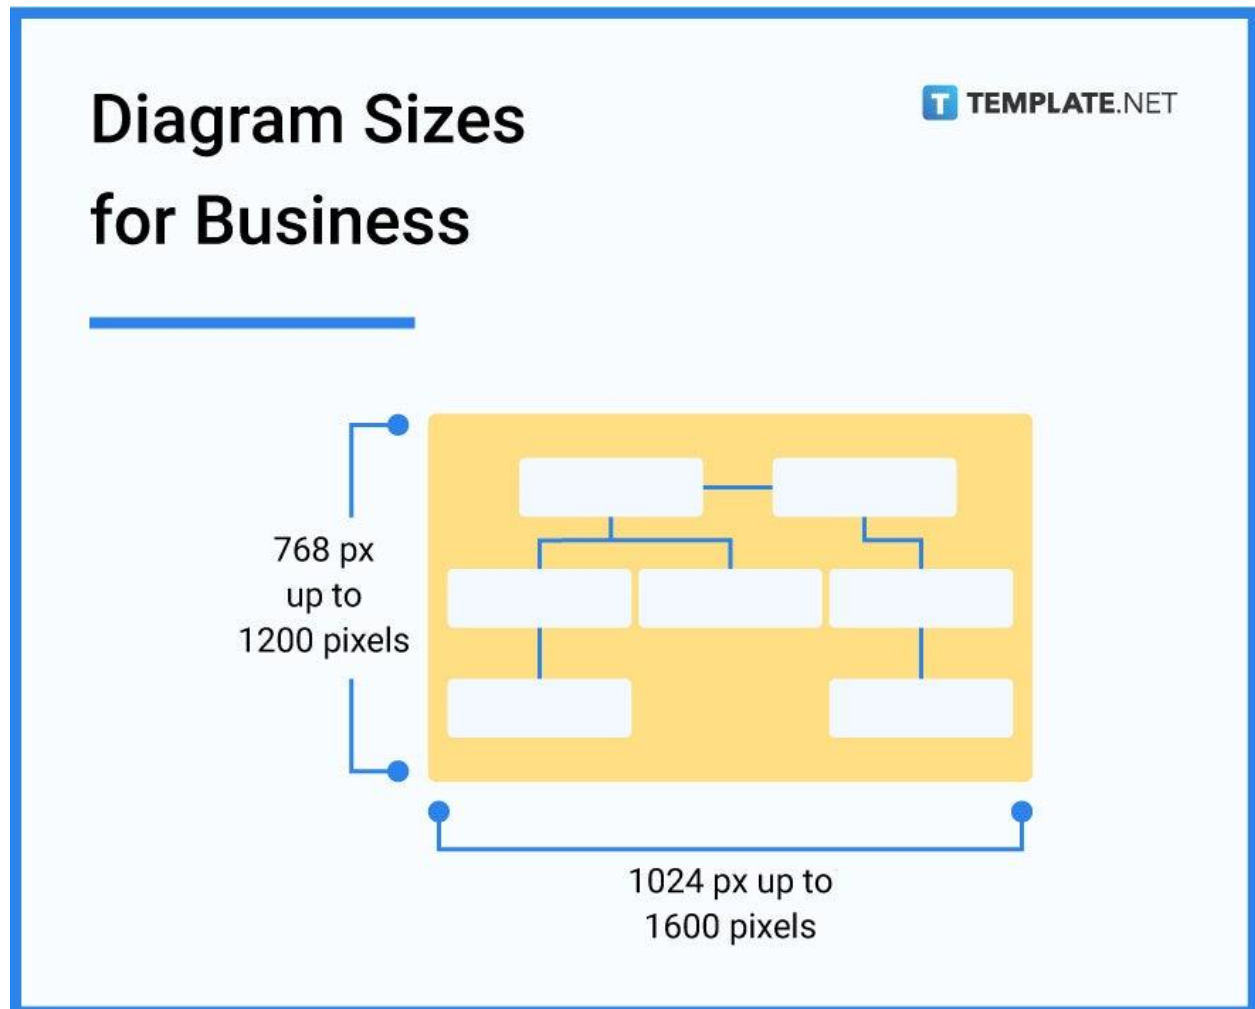 Diagram Sizes
for Business
T TEMPLATE.NET
768 px
up to
1200 pixels
1024 px up to
1600 pixels